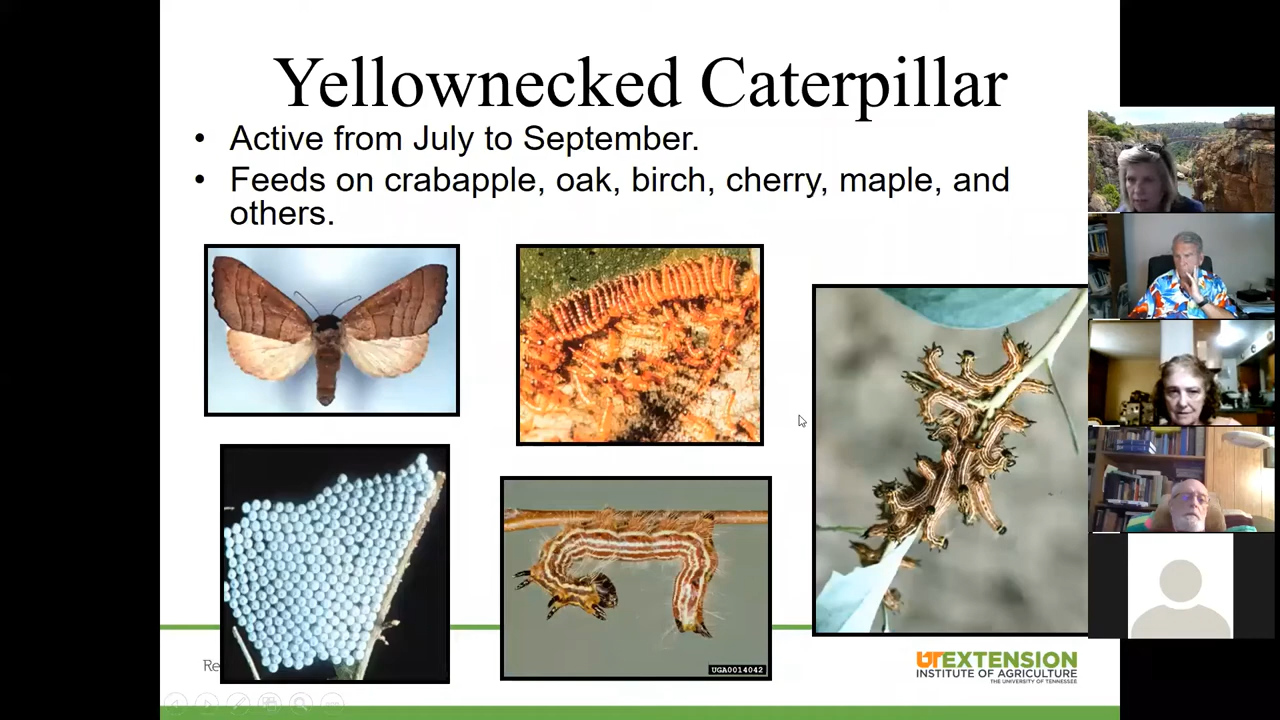 Yellownecked Caterpillar
• Active from July to September.
• Feeds on crabapple, oak, birch, cherry, maple, and
others.
UGA0014042
Re
UTEXTENSION
INSTITUTE OF AGRICULTURE
THE UNIVERSITY OF TENNESSEE